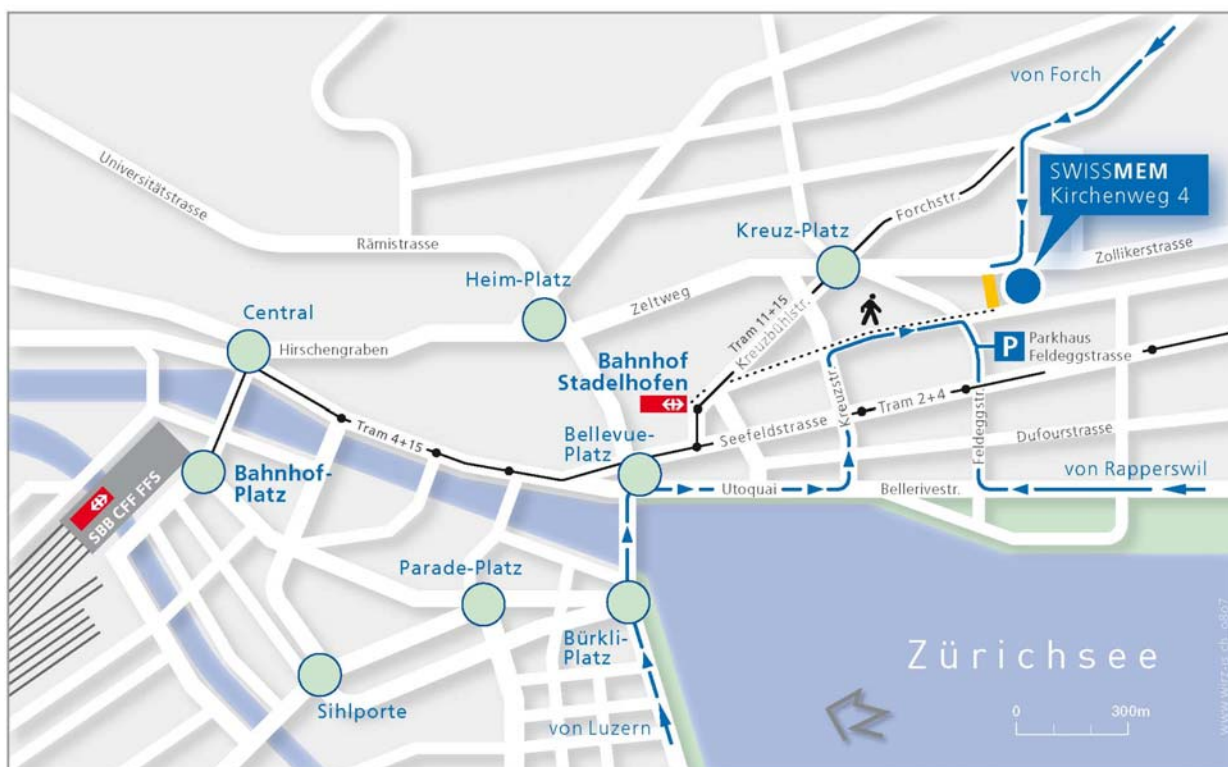 von Forch
SWISSMEM
Kirchenweg 4
Universitätstrasse
Rämistrasse
Forchstr.
Kreuz-Platz
Zollikerstrasse
Heim-Platz
Zeltweg
Central
Hirschengraben
Tram 11+15
Kreuzbühlstr.
P
Parkhaus
Feldeggstrasse
Bahnhof
Stadelhofen
Kreuzstr.
Tram 2+4
Seefeldstrasse
Feldeggstr.
Dufourstrasse
Tram 4+15
Bellevue-
Platz
von Rapperswil
Bahnhof-
Platz
Utoquai
Bellerivestr.
SBB CFF FFS
Parade-Platz
Bürkli-
Platz
Zürichsee
Sihlporte
von Luzern
0
300m